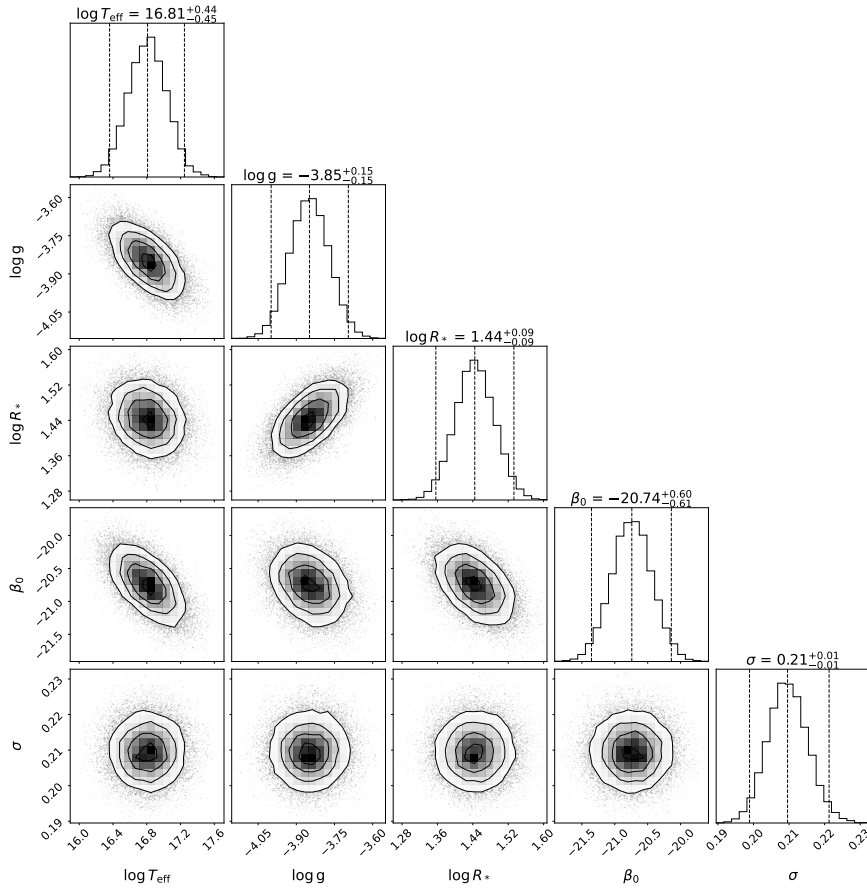 log T_eff = 16.81^{+0.44}_{-0.45}
log g = −3.85^{+0.15}_{-0.15}
−3.60
−3.75
−3.90
−4.05
log g
log R_* = 1.44^{+0.09}_{-0.09}
1.60
1.52
1.44
1.36
1.28
log R_*
β_0 = −20.74^{+0.60}_{-0.61}
−20.0
−20.5
−21.0
−21.5
β_0
σ = 0.21^{+0.01}_{-0.01}
0.23
0.22
0.21
0.20
0.19
σ
16.0 16.4 16.8 17.2 17.6
−4.05 −3.90 −3.75 −3.60
1.28 1.36 1.44 1.52 1.60
−21.5 −21.0 −20.5 −20.0
0.19 0.20 0.21 0.22 0.23
log T_eff log g log R_* β_0 σ